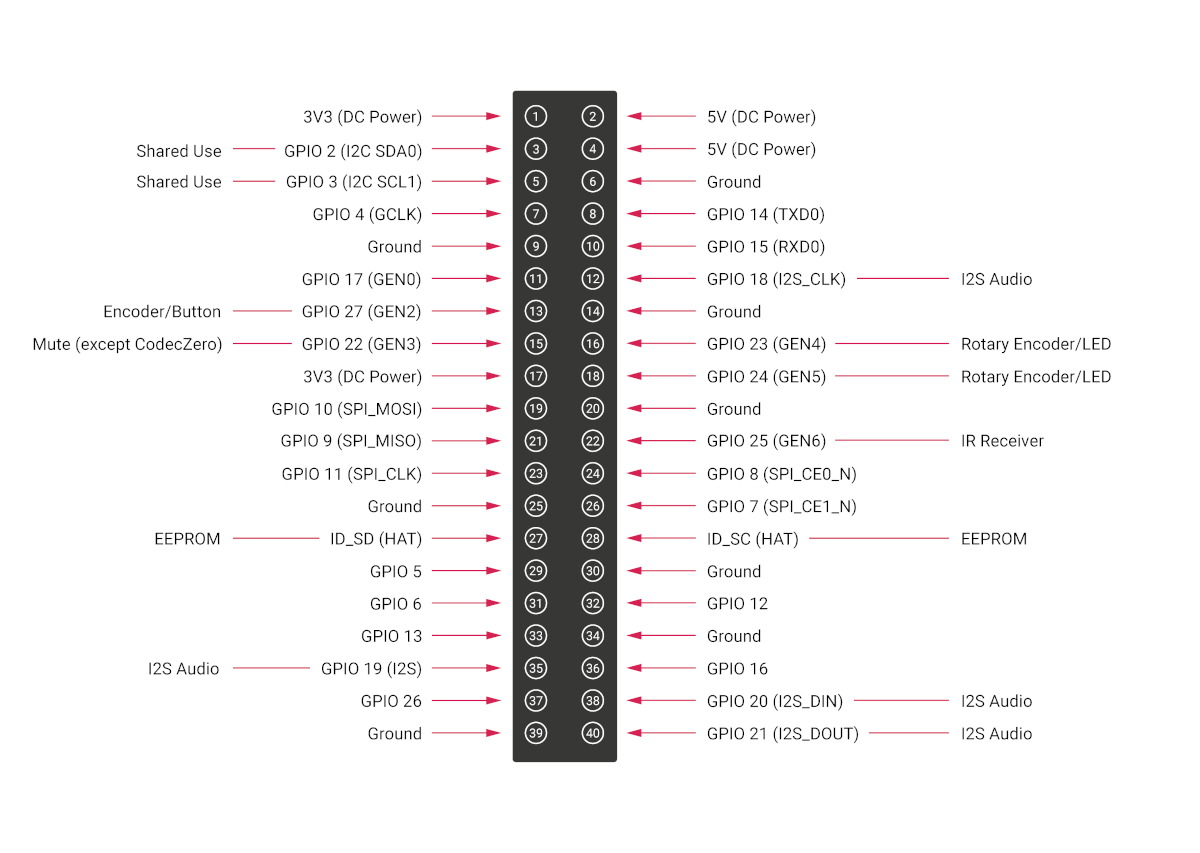 3V3 (DC Power) 1 2 5V (DC Power)
Shared Use GPIO 2 (I2C SDA0) 3 4 5V (DC Power)
Shared Use GPIO 3 (I2C SCL1) 5 6 Ground
GPIO 4 (GCLK) 7 8 GPIO 14 (TXD0)
Ground 9 10 GPIO 15 (RXD0)
GPIO 17 (GEN0) 11 12 GPIO 18 (I2S_CLK) I2S Audio
Encoder/Button GPIO 27 (GEN2) 13 14 Ground
Mute (except CodecZero) GPIO 22 (GEN3) 15 16 GPIO 23 (GEN4) Rotary Encoder/LED
3V3 (DC Power) 17 18 GPIO 24 (GEN5) Rotary Encoder/LED
GPIO 10 (SPI_MOSI) 19 20 Ground
GPIO 9 (SPI_MISO) 21 22 GPIO 25 (GEN6) IR Receiver
GPIO 11 (SPI_CLK) 23 24 GPIO 8 (SPI_CE0_N)
Ground 25 26 GPIO 7 (SPI_CE1_N)
EEPROM ID_SD (HAT) 27 28 ID_SC (HAT) EEPROM
GPIO 5 29 30 Ground
GPIO 6 31 32 GPIO 12
GPIO 13 33 34 Ground
I2S Audio GPIO 19 (I2S) 35 36 GPIO 16
GPIO 26 37 38 GPIO 20 (I2S_DIN) I2S Audio
Ground 39 40 GPIO 21 (I2S_DOUT) I2S Audio